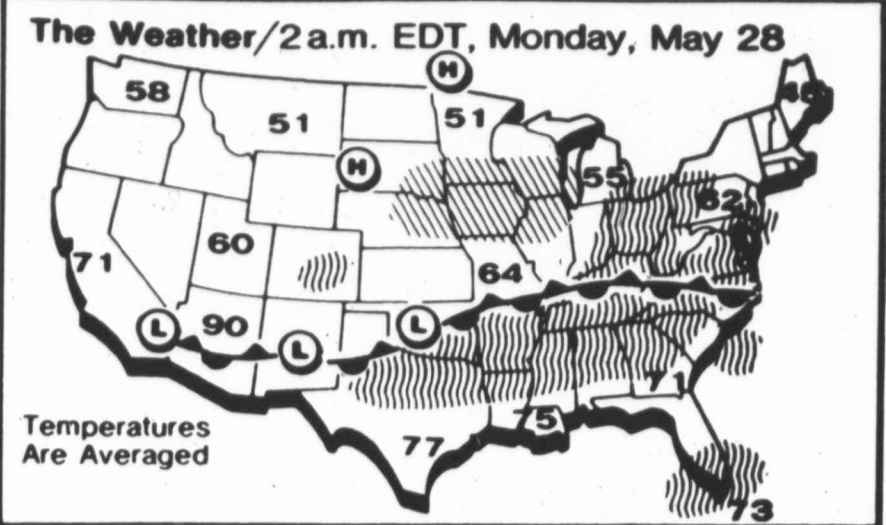 The Weather/2 a.m. EDT, Monday, May 28
H
58
51
51
H
55
62
60
71
64
L
90
L
L
71
75
77
Temperatures
Are Averaged
73